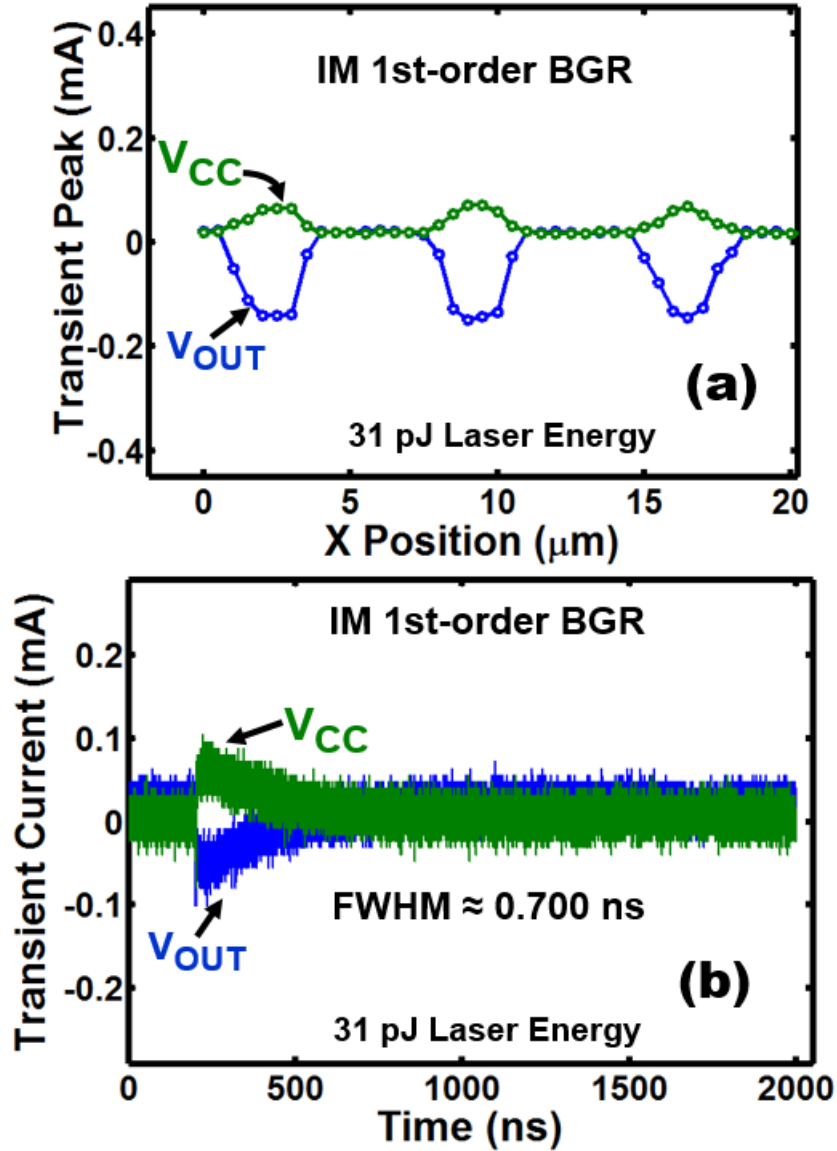 0.4
IM 1st-order BGR
0.2
VCC
Transient Peak (mA)
0
VOUT
-0.2
(a)
-0.4
31 pJ Laser Energy
0 5 10 15 20
X Position (μm)
IM 1st-order BGR
0.2
VCC
0.1
Transient Current (mA)
0
FWHM ≈ 0.700 ns
-0.1
VOUT
(b)
-0.2
31 pJ Laser Energy
0 500 1000 1500 2000
Time (ns)